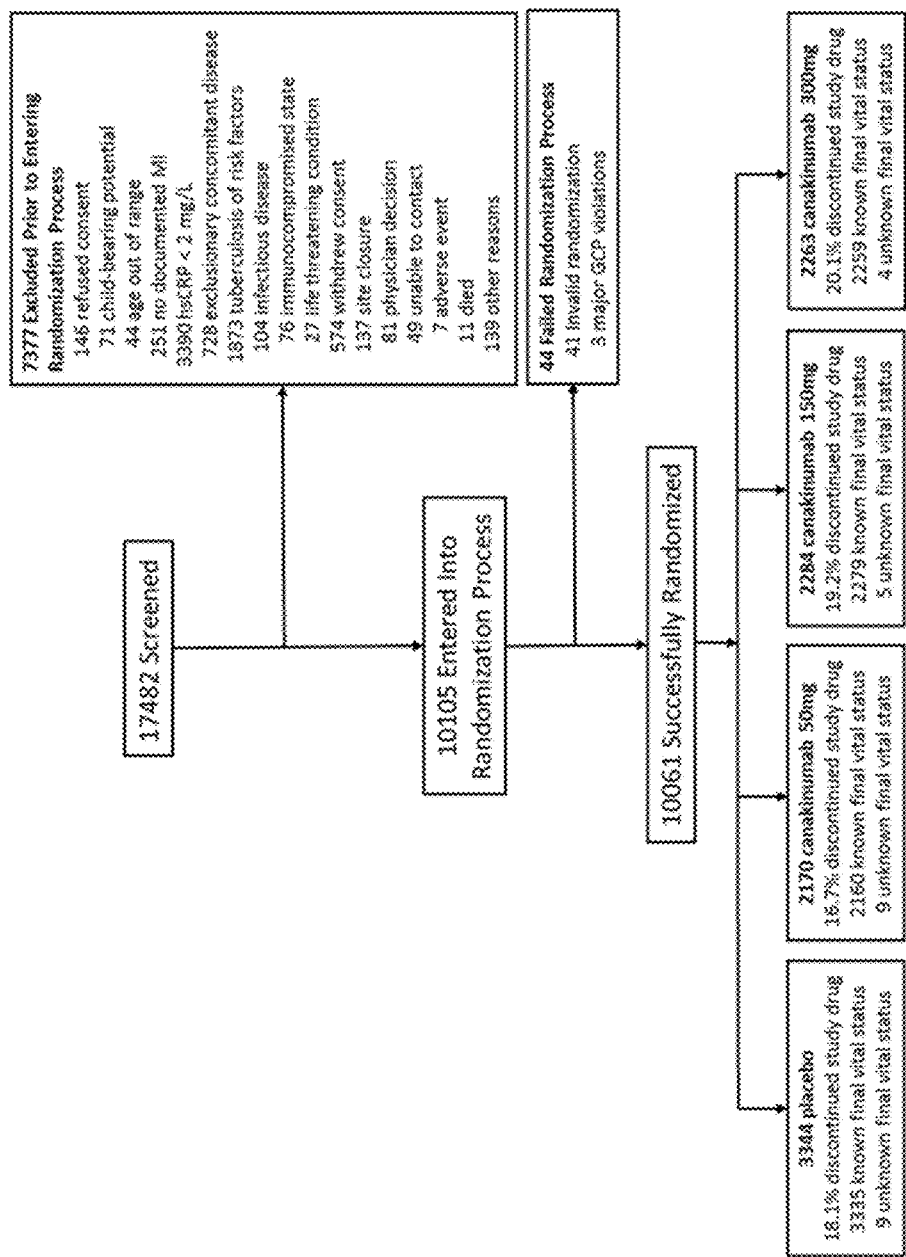 17482 Screened
7377 Excluded Prior to Entering
Randomization Process
146 refused consent
71 child-bearing potential
44 age out of range
251 no documented MI
3390 hsCRP < 2 mg/L
728 exclusionary concomitant disease
1873 tuberculosis of risk factors
104 infectious disease
76 immunocompromised state
27 life threatening condition
574 withdrew consent
137 site closure
81 physician decision
49 unable to contact
7 adverse event
11 died
139 other reasons
10105 Entered Into
Randomization Process
44 Failed Randomization Process
41 invalid randomization
3 major GCP violations
10061 Successfully Randomized
3344 placebo
18.1% discontinued study drug
3335 known final vital status
9 unknown final vital status
2170 canakinumab 50mg
16.7% discontinued study drug
2160 known final vital status
9 unknown final vital status
2284 canakinumab 150mg
19.2% discontinued study drug
2279 known final vital status
5 unknown final vital status
2263 canakinumab 300mg
20.1% discontinued study drug
2259 known final vital status
4 unknown final vital status